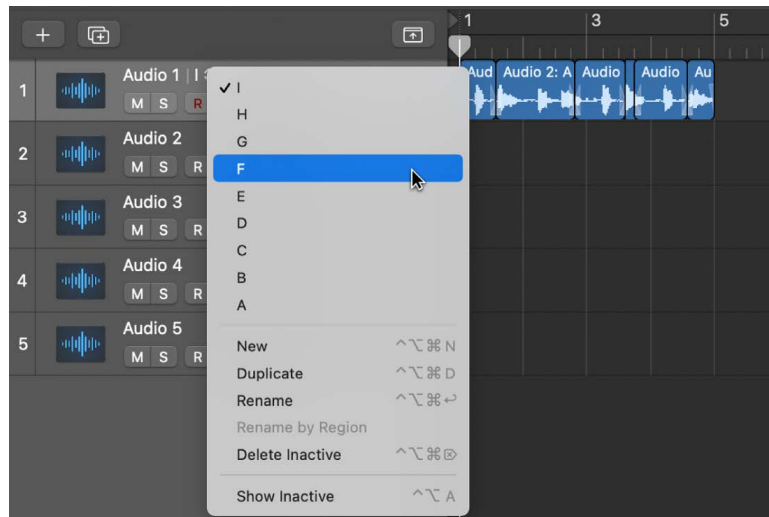 1 3 5
1 Audio 1 | I
M S R
Aud Audio 2: A Audio Audio Au
✓ I
H
G
F
E
D
C
B
A
2 Audio 2
M S R
3 Audio 3
M S R
4 Audio 4
M S R
5 Audio 5
M S R
New ^⌥⌘N
Duplicate ^⌥⌘D
Rename ^⌥⌘↩
Rename by Region
Delete Inactive ^⌥⌘⌦
Show Inactive ^⌥A